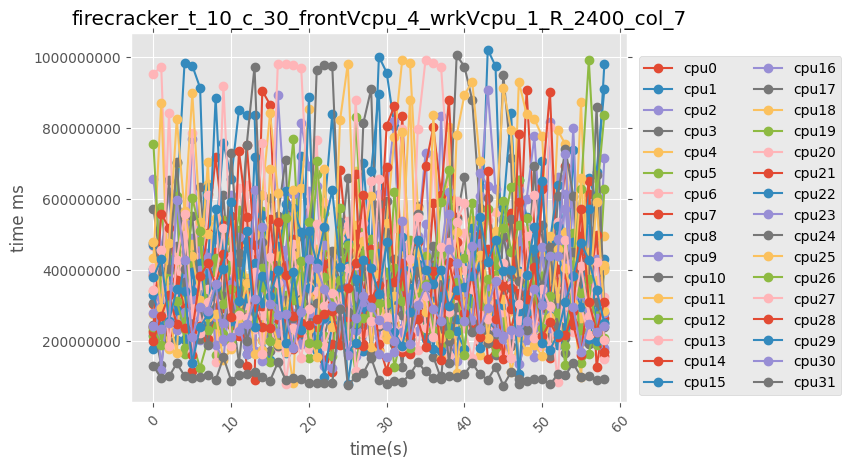 firecracker_t_10_c_30_frontVcpu_4_wrkVcpu_1_R_2400_col_7
time ms
1000000000
800000000
600000000
400000000
200000000
0
10
20
30
40
50
60
time(s)
cpu0
cpu1
cpu2
cpu3
cpu4
cpu5
cpu6
cpu7
cpu8
cpu9
cpu10
cpu11
cpu12
cpu13
cpu14
cpu15
cpu16
cpu17
cpu18
cpu19
cpu20
cpu21
cpu22
cpu23
cpu24
cpu25
cpu26
cpu27
cpu28
cpu29
cpu30
cpu31